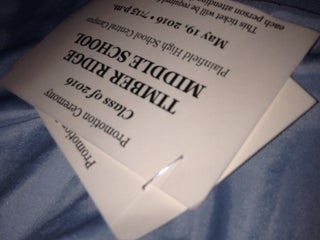 Promotion Ceremony
Class of 2016
TIMBER RIDGE
MIDDLE SCHOOL
Plainfield High School Central Campus
May 19, 2016 • 7:15 p.m.
This ticket will be required
each person attending
Promotion